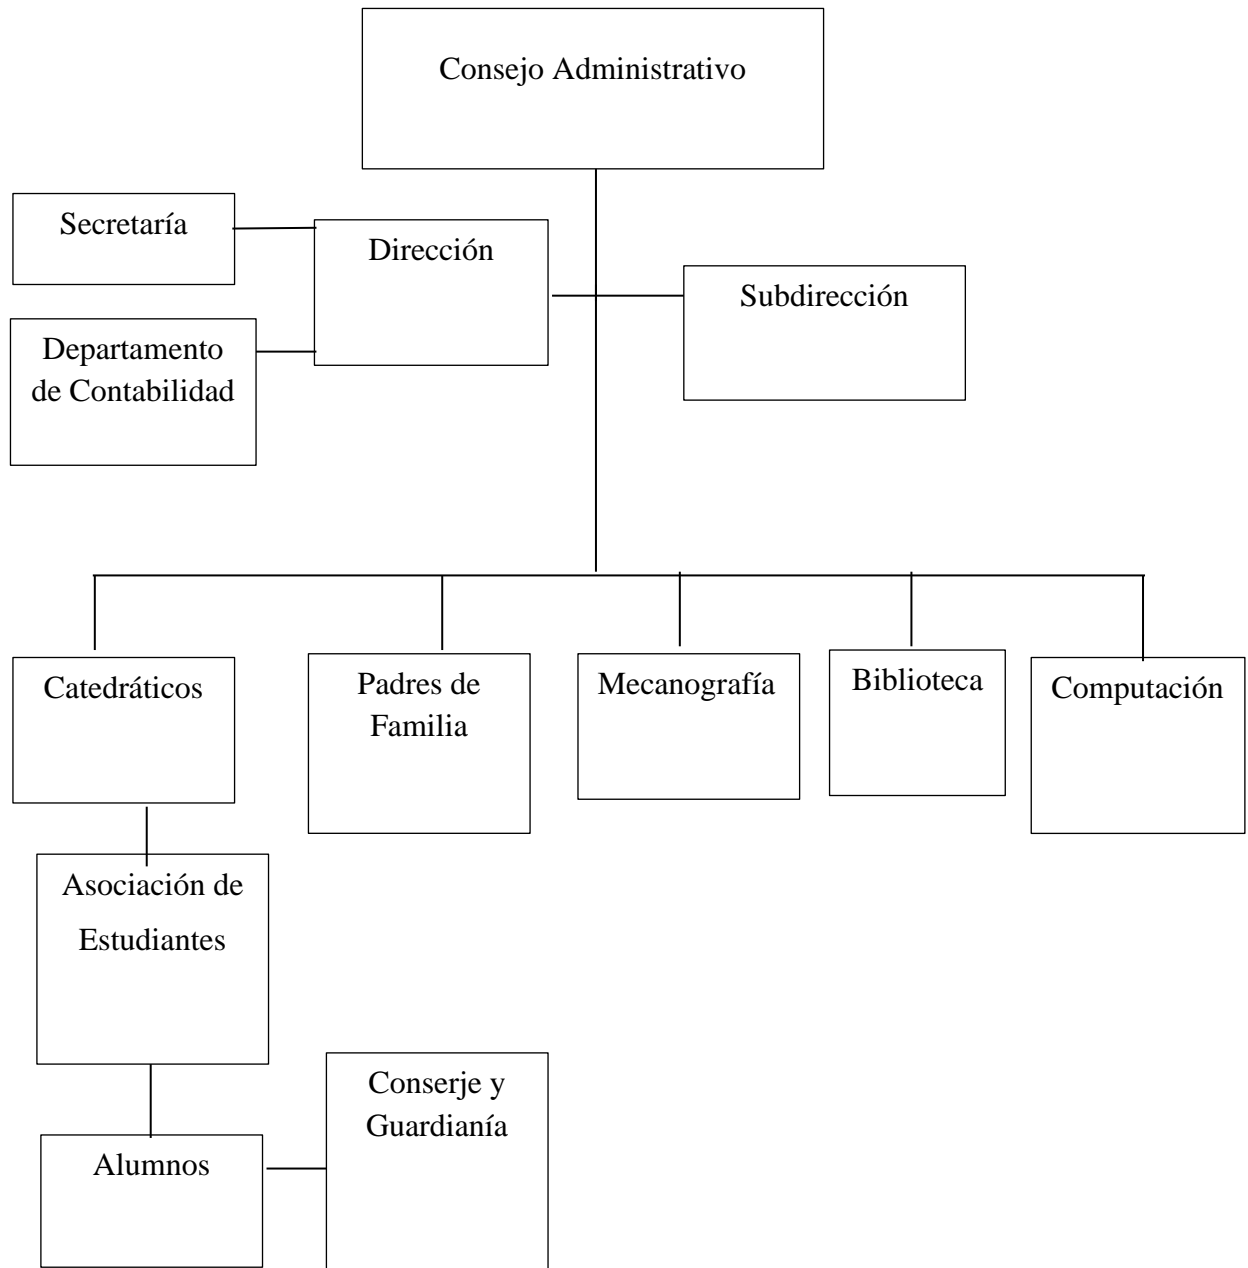 Consejo Administrativo
Secretaría
Dirección
Subdirección
Departamento
de Contabilidad
Catedráticos
Padres de
Familia
Mecanografía
Biblioteca
Computación
Asociación de
Estudiantes
Conserje y
Guardianía
Alumnos